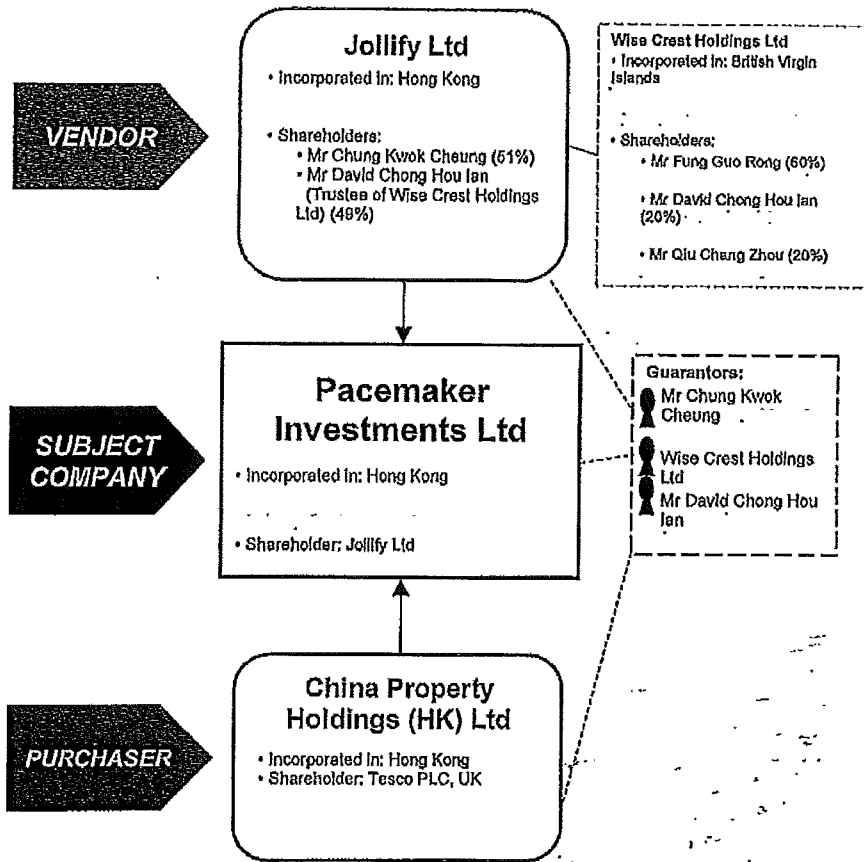 Jollify Ltd
• Incorporated in: Hong Kong
• Shareholders:
• Mr Chung Kwok Cheung (51%)
• Mr David Chong Hou Ian
(Trustee of Wise Crest Holdings
Ltd) (49%)
VENDOR
Wise Crest Holdings Ltd
• Incorporated in: British Virgin
Islands
• Shareholders:
• Mr Fung Guo Rong (60%)
• Mr David Chong Hou Ian
(20%)
• Mr Qiu Chang Zhou (20%)
SUBJECT
COMPANY
Pacemaker
Investments Ltd
• Incorporated in: Hong Kong
• Shareholder: Jollify Ltd
Guarantors:
Mr Chung Kwok
Cheung
Wise Crest Holdings
Ltd
Mr David Chong Hou
Ian
PURCHASER
China Property
Holdings (HK) Ltd
• Incorporated in: Hong Kong
• Shareholder: Tesco PLC, UK